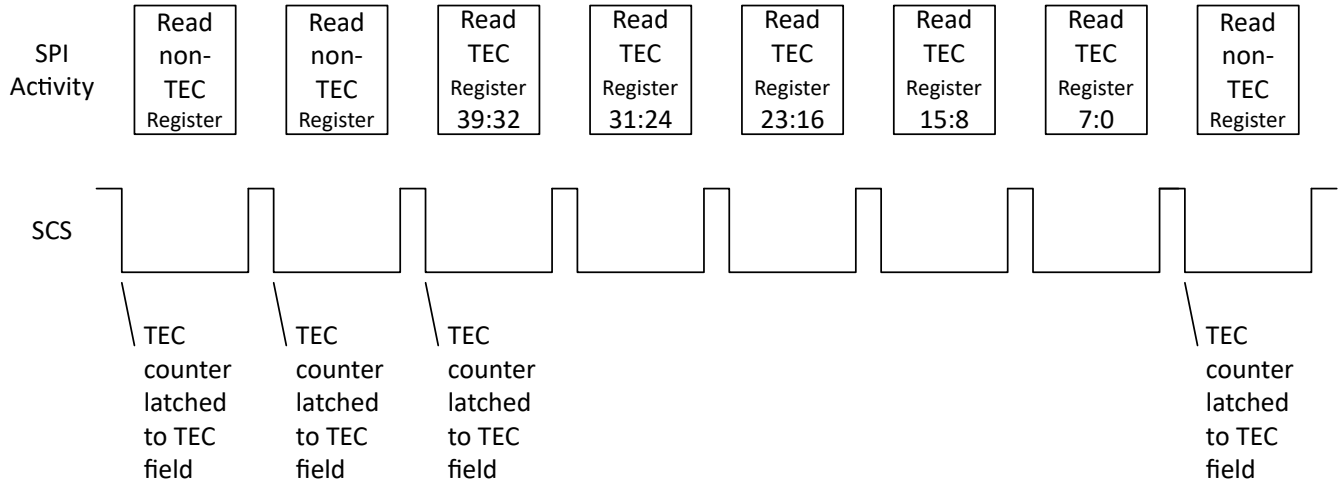 SPI
Activity
Read
non-
TEC
Register
Read
non-
TEC
Register
Read
TEC
Register
39:32
Read
TEC
Register
31:24
Read
TEC
Register
23:16
Read
TEC
Register
15:8
Read
TEC
Register
7:0
Read
non-
TEC
Register
SCS
TEC
counter
latched
to TEC
field
TEC
counter
latched
to TEC
field
TEC
counter
latched
to TEC
field
TEC
counter
latched
to TEC
field